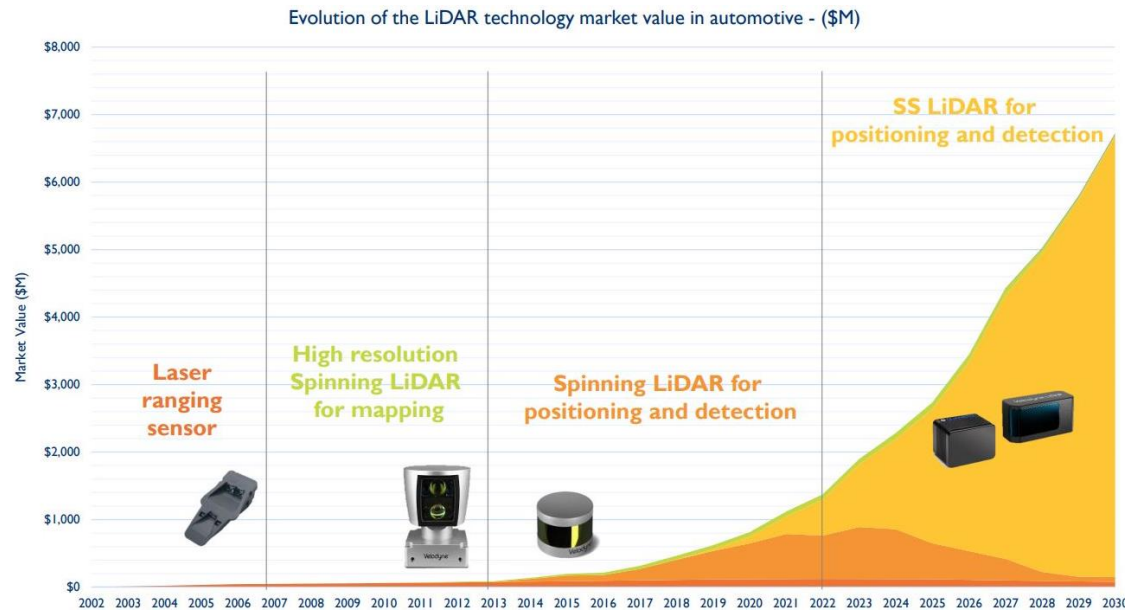 Evolution of the LiDAR technology market value in automotive - ($M)
$8,000
$7,000
$6,000
$5,000
$4,000
$3,000
$2,000
$1,000
$0
Market Value ($M)
Laser
ranging
sensor
High resolution
Spinning LiDAR
for mapping
Spinning LiDAR for
positioning and detection
SS LiDAR for
positioning and detection
Velodyne
Velodyne
Velodyne
2002 2003 2004 2005 2006 2007 2008 2009 2010 2011 2012 2013 2014 2015 2016 2017 2018 2019 2020 2021 2022 2023 2024 2025 2026 2027 2028 2029 2030